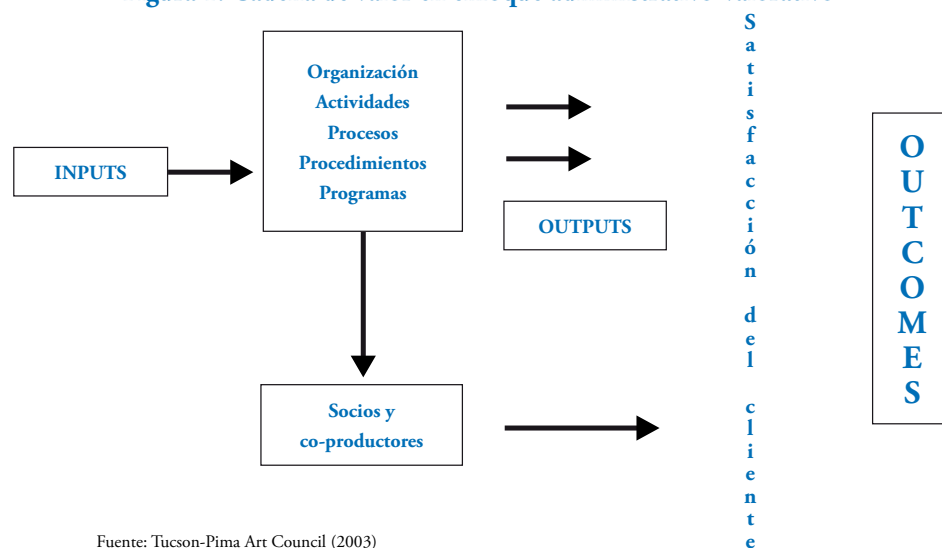 INPUTS
Organización
Actividades
Procesos
Procedimientos
Programas
OUTPUTS
Socios y
co-productores
Satisfacción del cliente
OUTCOMES
Fuente: Tucson-Pima Art Council (2003)